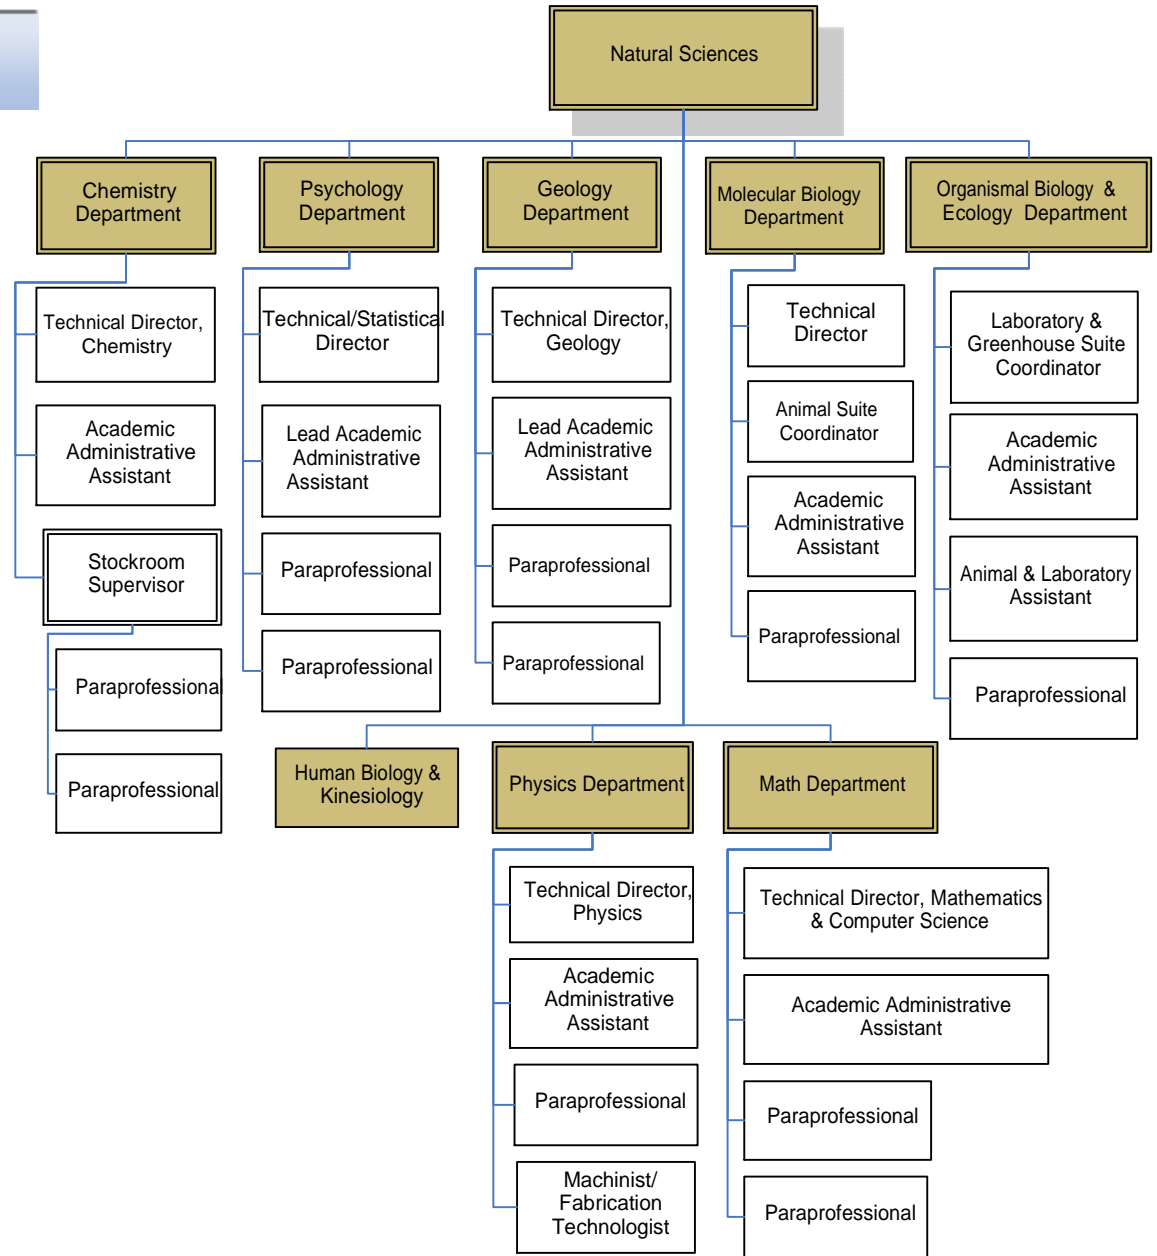 Natural Sciences
Chemistry
Department
Psychology
Department
Geology
Department
Molecular Biology
Department
Organismal Biology &
Ecology Department
Technical Director,
Chemistry
Academic
Administrative
Assistant
Stockroom
Supervisor
Paraprofessional
Paraprofessional
Technical/Statistical
Director
Lead Academic
Administrative
Assistant
Paraprofessional
Paraprofessional
Technical Director,
Geology
Lead Academic
Administrative
Assistant
Paraprofessional
Paraprofessional
Technical
Director
Animal Suite
Coordinator
Academic
Administrative
Assistant
Paraprofessional
Laboratory &
Greenhouse Suite
Coordinator
Academic
Administrative
Assistant
Animal & Laboratory
Assistant
Paraprofessional
Human Biology &
Kinesiology
Physics Department
Math Department
Technical Director,
Physics
Academic
Administrative
Assistant
Paraprofessional
Machinist/
Fabrication
Technologist
Technical Director, Mathematics
& Computer Science
Academic Administrative
Assistant
Paraprofessional
Paraprofessional